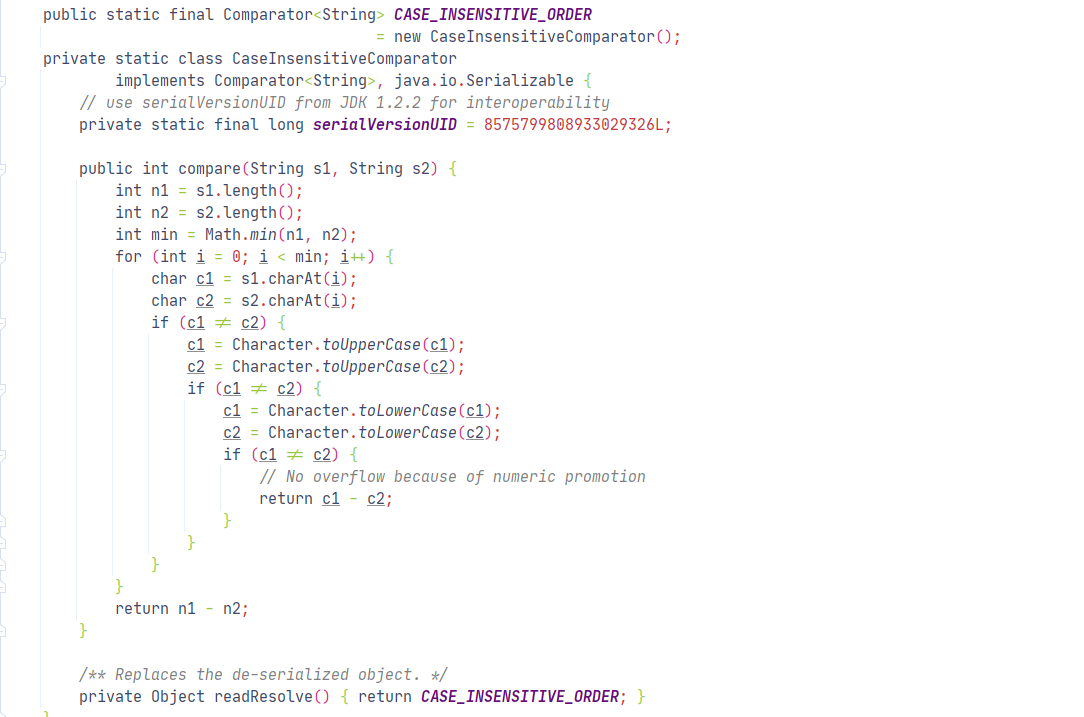 public static final Comparator<String> CASE_INSENSITIVE_ORDER
= new CaseInsensitiveComparator();
private static class CaseInsensitiveComparator
implements Comparator<String>, java.io.Serializable {
// use serialVersionUID from JDK 1.2.2 for interoperability
private static final long serialVersionUID = 8575799808933029326L;
public int compare(String s1, String s2) {
int n1 = s1.length();
int n2 = s2.length();
int min = Math.min(n1, n2);
for (int i = 0; i < min; i++) {
char c1 = s1.charAt(i);
char c2 = s2.charAt(i);
if (c1 ≠ c2) {
c1 = Character.toUpperCase(c1);
c2 = Character.toUpperCase(c2);
if (c1 ≠ c2) {
c1 = Character.toLowerCase(c1);
c2 = Character.toLowerCase(c2);
if (c1 ≠ c2) {
// No overflow because of numeric promotion
return c1 - c2;
}
}
}
}
return n1 - n2;
}
/** Replaces the de-serialized object. */
private Object readResolve() { return CASE_INSENSITIVE_ORDER; }
}